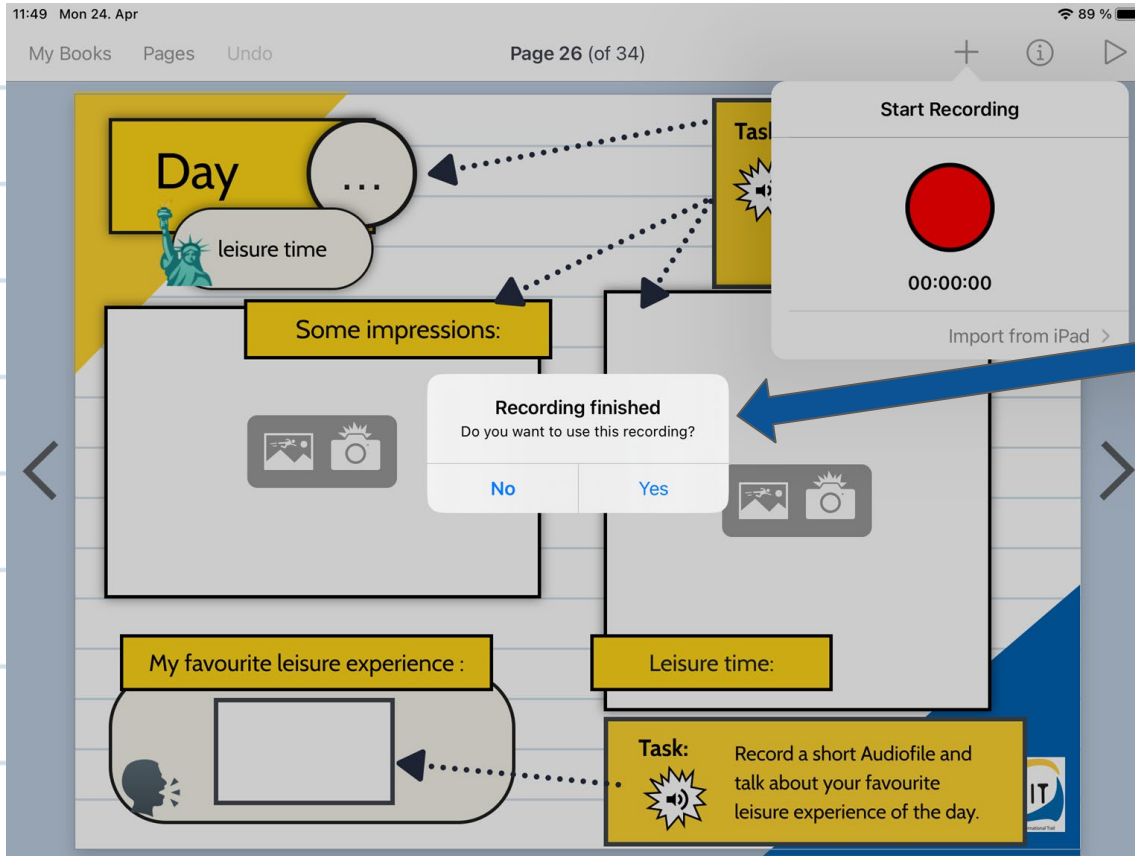 11:49 Mon 24. Apr
89 %
My Books Pages Undo
Page 26 (of 34)
Start Recording
00:00:00
Import from iPad >
Day
...
leisure time
Some impressions:
Recording finished
Do you want to use this recording?
No Yes
My favourite leisure experience :
Leisure time:
Task:
Record a short Audiofile and
talk about your favourite
leisure experience of the day.
IT